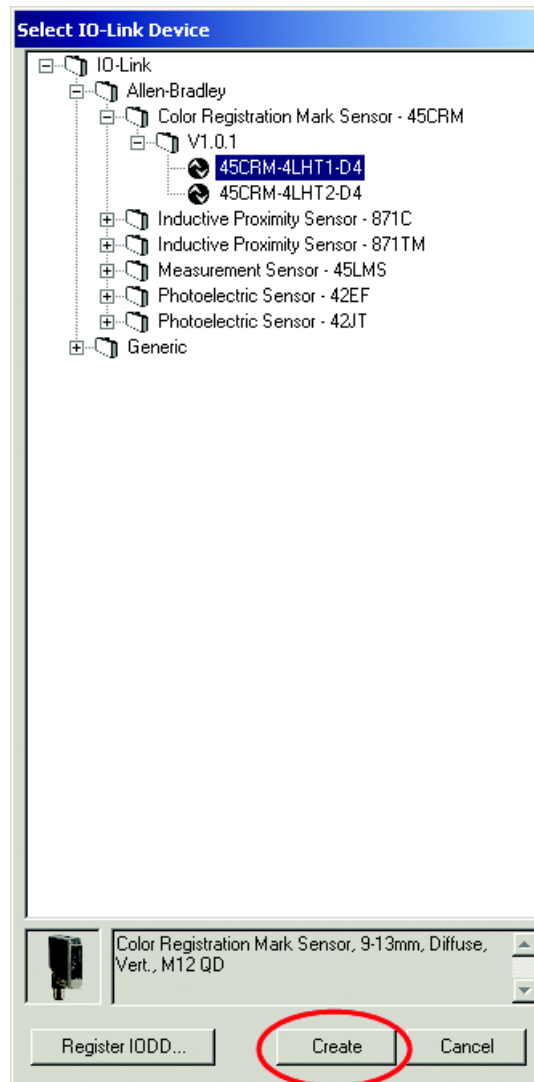 Select IO-Link Device
IO-Link
Allen-Bradley
Color Registration Mark Sensor - 45CRM
V1.0.1
45CRM-4LHT1-D4
45CRM-4LHT2-D4
Inductive Proximity Sensor - 871C
Inductive Proximity Sensor - 871TM
Measurement Sensor - 45LMS
Photoelectric Sensor - 42EF
Photoelectric Sensor - 42JT
Generic
Color Registration Mark Sensor, 9-13mm, Diffuse,
Vert., M12 QD
Register IODD... Create Cancel